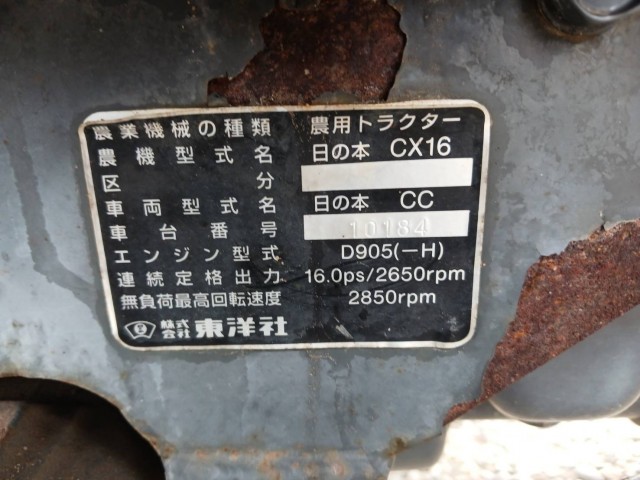 農業機械の種類 農用トラクター
農機型式名 日の本 CX16
区分
車両型式名 日の本 CC
車台番号 10184
エンジン型式 D905(−H)
連続定格出力 16.0ps/2650rpm
無負荷最高回転速度 2850rpm
株式会社 東洋社